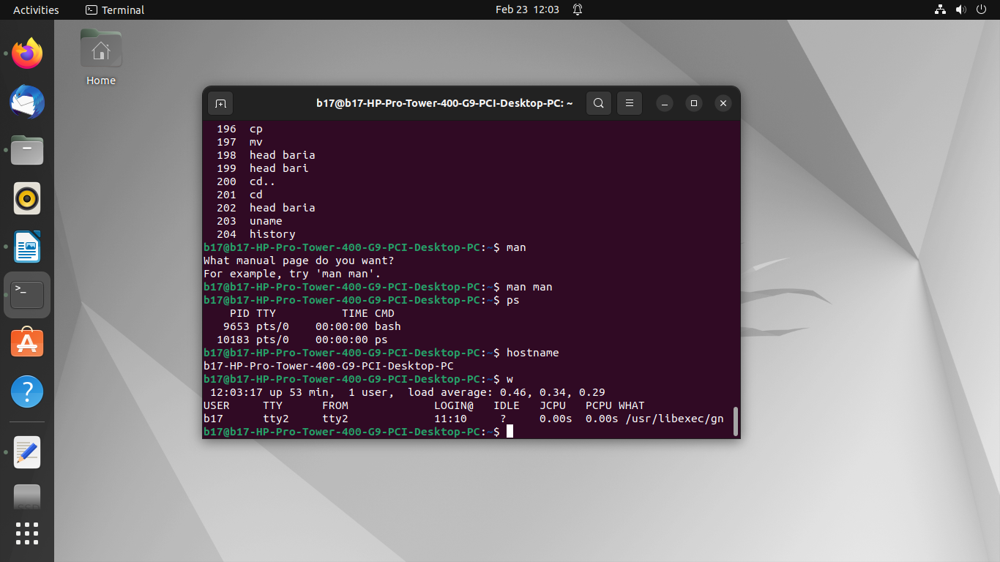 Activities
Terminal
Feb 23 12:03
Home
b17@b17-HP-Pro-Tower-400-G9-PCI-Desktop-PC: ~
196 cp
197 mv
198 head baria
199 head bari
200 cd..
201 cd
202 head baria
203 uname
204 history
b17@b17-HP-Pro-Tower-400-G9-PCI-Desktop-PC:~$ man
What manual page do you want?
For example, try 'man man'.
b17@b17-HP-Pro-Tower-400-G9-PCI-Desktop-PC:~$ man man
b17@b17-HP-Pro-Tower-400-G9-PCI-Desktop-PC:~$ ps
PID TTY TIME CMD
9653 pts/0 00:00:00 bash
10183 pts/0 00:00:00 ps
b17@b17-HP-Pro-Tower-400-G9-PCI-Desktop-PC:~$ hostname
b17-HP-Pro-Tower-400-G9-PCI-Desktop-PC
b17@b17-HP-Pro-Tower-400-G9-PCI-Desktop-PC:~$ w
12:03:17 up 53 min, 1 user, load average: 0.46, 0.34, 0.29
USER TTY FROM LOGIN@ IDLE JCPU PCPU WHAT
b17 tty2 tty2 11:10 ? 0.00s 0.00s /usr/libexec/gn
b17@b17-HP-Pro-Tower-400-G9-PCI-Desktop-PC:~$